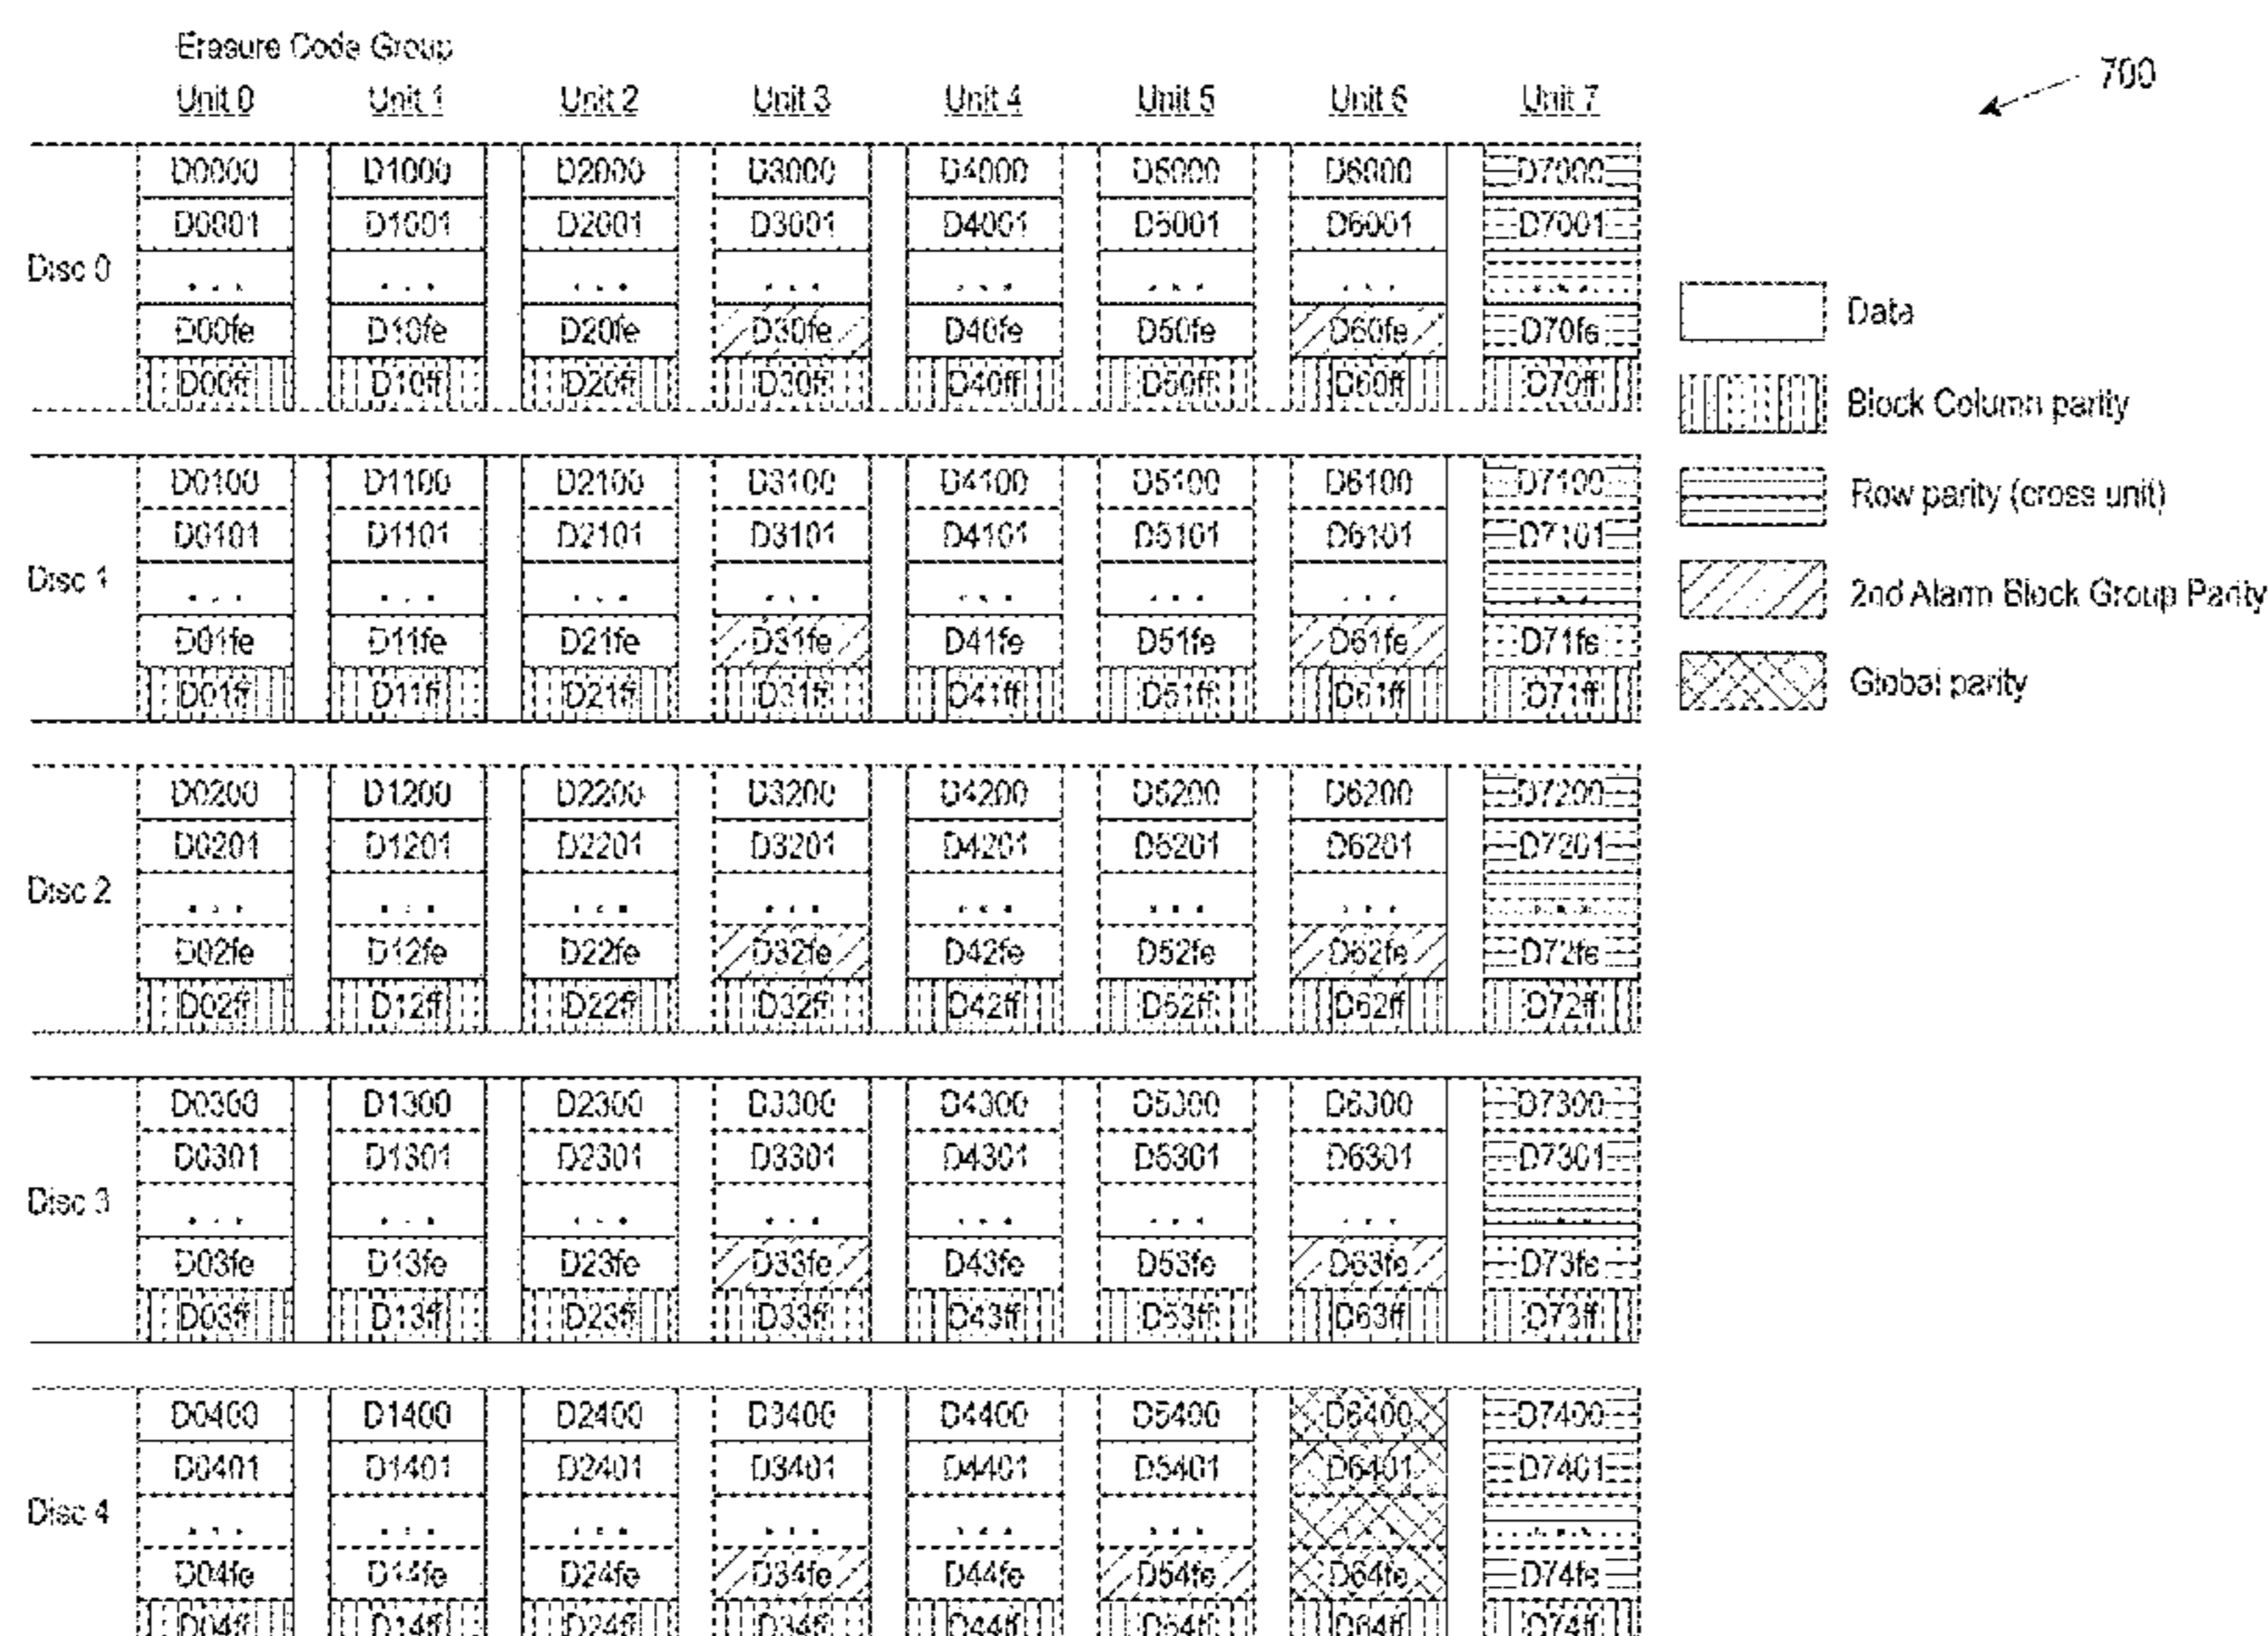 Erasure Code Group
Unit 0 Unit 1 Unit 2 Unit 3 Unit 4 Unit 5 Unit 6 Unit 7
700
D0000 D1000 D2000 D3000 D4000 D5000 D6000 D7000
D0001 D1001 D2001 D3001 D4001 D5001 D6001 D7001
Disc 0
. . . . . . . . . . . . . . . . . . . . . . . .
D00fe D10fe D20fe D30fe D40fe D50fe D60fe D70fe
D00ff D10ff D20ff D30ff D40ff D50ff D60ff D70ff
Data
Block Column parity
Row parity (cross unit)
2nd Alarm Block Group Parity
Global parity
D0100 D1100 D2100 D3100 D4100 D5100 D6100 D7100
D0101 D1101 D2101 D3101 D4101 D5101 D6101 D7101
Disc 1
. . . . . . . . . . . . . . . . . . . . . . . .
D01fe D11fe D21fe D31fe D41fe D51fe D61fe D71fe
D01ff D11ff D21ff D31ff D41ff D51ff D61ff D71ff
D0200 D1200 D2200 D3200 D4200 D5200 D6200 D7200
D0201 D1201 D2201 D3201 D4201 D5201 D6201 D7201
Disc 2
. . . . . . . . . . . . . . . . . . . . . . . .
D02fe D12fe D22fe D32fe D42fe D52fe D62fe D72fe
D02ff D12ff D22ff D32ff D42ff D52ff D62ff D72ff
D0300 D1300 D2300 D3300 D4300 D5300 D6300 D7300
D0301 D1301 D2301 D3301 D4301 D5301 D6301 D7301
Disc 3
. . . . . . . . . . . . . . . . . . . . . . . .
D03fe D13fe D23fe D33fe D43fe D53fe D63fe D73fe
D03ff D13ff D23ff D33ff D43ff D53ff D63ff D73ff
D0400 D1400 D2400 D3400 D4400 D5400 D6400 D7400
D0401 D1401 D2401 D3401 D4401 D5401 D6401 D7401
Disc 4
. . . . . . . . . . . . . . . . . . . . . . . .
D04fe D14fe D24fe D34fe D44fe D54fe D64fe D74fe
D04ff D14ff D24ff D34ff D44ff D54ff D64ff D74ff